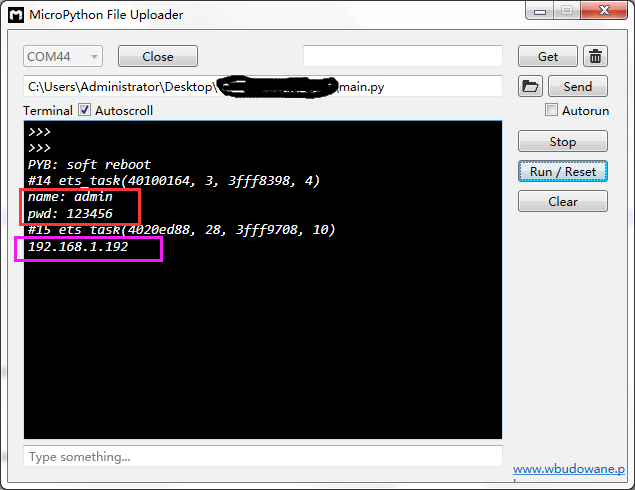 MicroPython File Uploader
COM44
Close
Get
C:\Users\Administrator\Desktop\
\main.py
Send
Terminal
Autoscroll
Autorun
>>>
>>>
PYB: soft reboot
#14 ets_task(40100164, 3, 3fff8398, 4)
name: admin
pwd: 123456
#15 ets_task(4020ed88, 28, 3fff9708, 10)
192.168.1.192
Stop
Run / Reset
Clear
Type something...
www.wbudowane.p